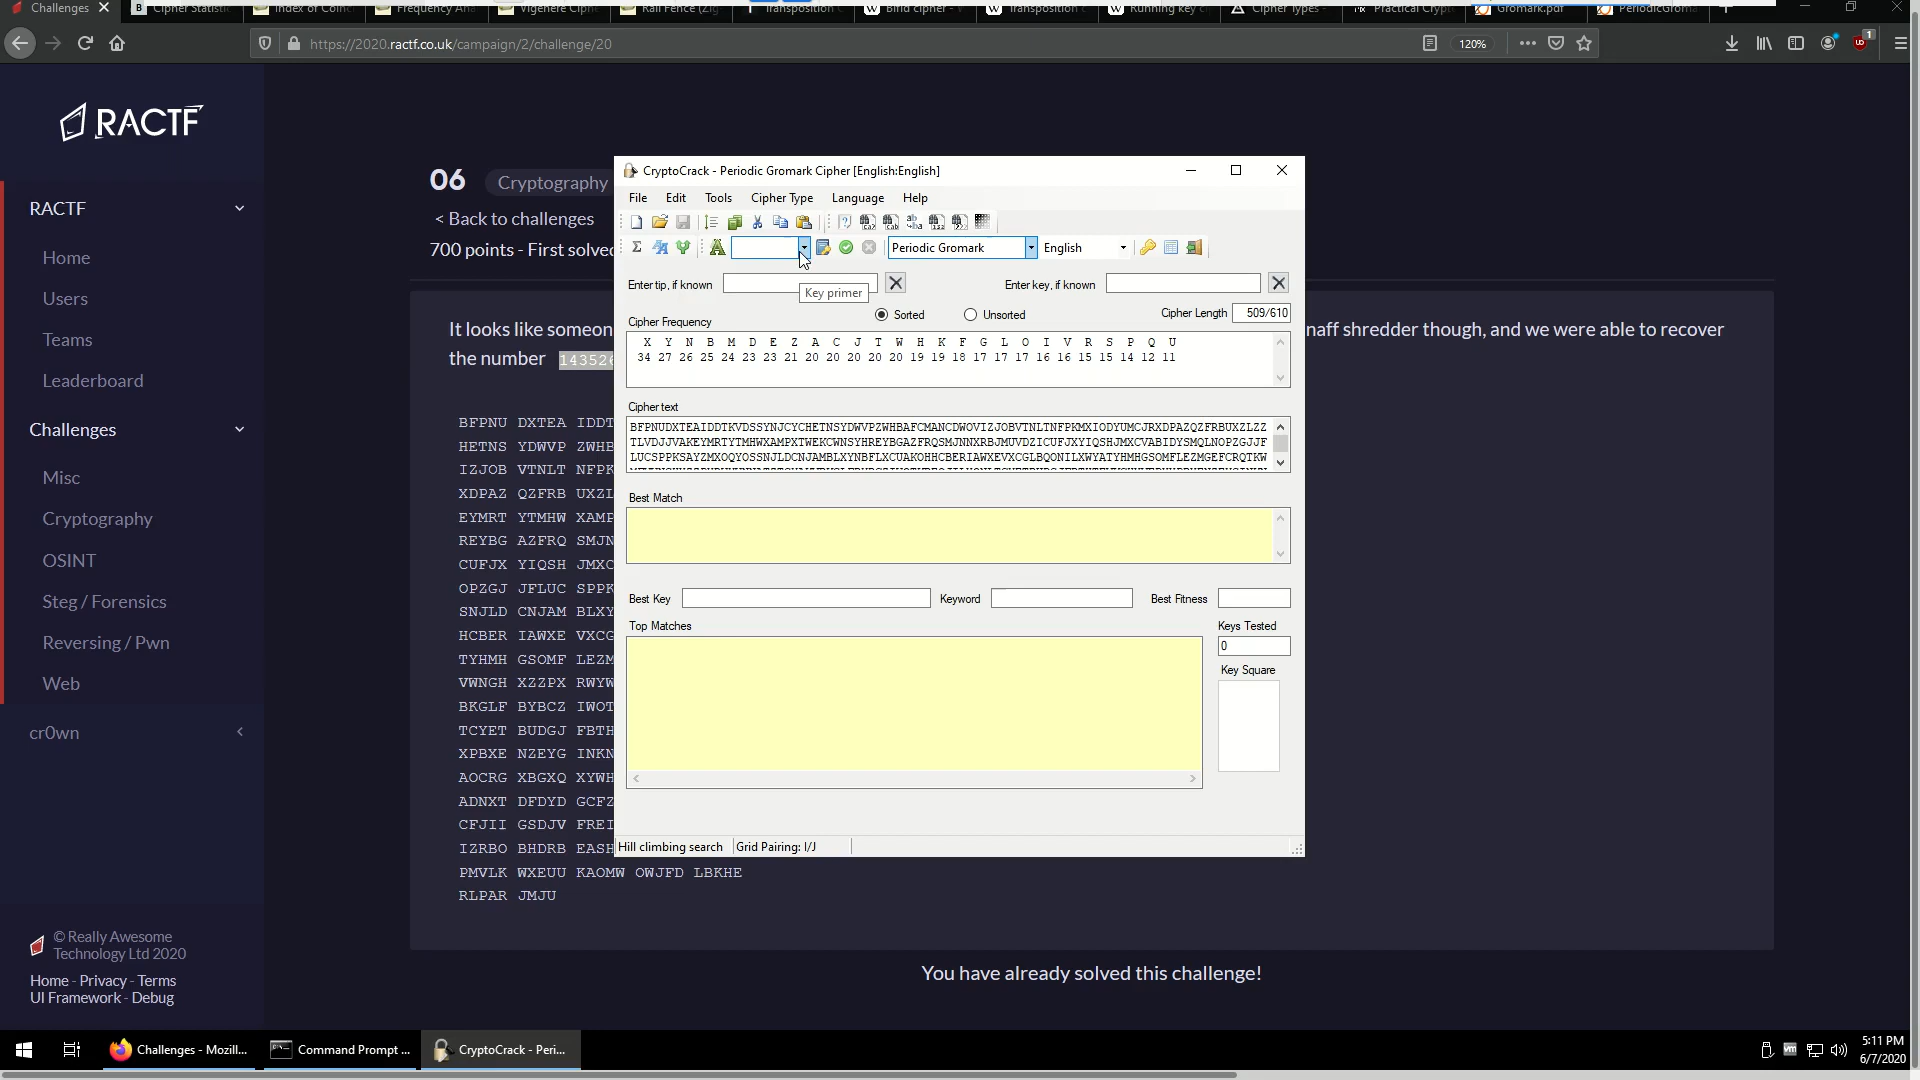 Challenges
Cipher Statistic
Index of Coinc
Frequency Ana
Vigenere Ciph
Rail Fence (Zig
Transposition C
Bifid cipher -
Transposition c
Running key c
Cipher Types -
Practical Crypt
Gromark.pdf
PeriodicGroma
https://2020.ractf.co.uk/campaign/2/challenge/20
120%
1
RACTF
RACTF
Home
Users
Teams
Leaderboard
Challenges
Misc
Cryptography
OSINT
Steg / Forensics
Reversing / Pwn
Web
cr0wn
© Really Awesome
Technology Ltd 2020
Home - Privacy - Terms
UI Framework - Debug
06 Cryptography
< Back to challenges
700 points - First solved
It looks like someon
naff shredder though, and we were able to recover
the number 143526
BFPNU DXTEA IDDT
HETNS YDWVP ZWHB
IZJOB VTNLT NFPK
XDPAZ QZFRB UXZL
EYMRT YTMHW XAMP
REYBG AZFRQ SMJN
CUFJX YIQSH JMXC
OPZGJ JFLUC SPPK
SNJLD CNJAM BLXY
HCBER IAWXE VXCG
TYHMH GSOMF LEZM
VWNGH XZZPX RWYW
BKGLF BYBCZ IWOT
TCYET BUDGJ FBTH
XPBXE NZEYG INKN
AOCRG XBGXQ XYWH
ADNXT DFDYD GCFZ
CFJII GSDJV FREI
IZRBO BHDRB EASH
PMVLK WXEUU KAOMW OWJFD LBKHE
RLPAR JMJU
You have already solved this challenge!
CryptoCrack - Periodic Gromark Cipher [English:English]
File Edit Tools Cipher Type Language Help
Periodic Gromark
English
Enter tip, if known
Enter key, if known
Key primer
Sorted
Unsorted
Cipher Length 509/610
Cipher Frequency
X Y N B M D E Z A C J T W H K F G L O I V R S P Q U
34 27 26 25 24 23 23 21 20 20 20 20 20 19 19 18 17 17 17 16 16 15 15 14 12 11
Cipher text
BFPNUDXTEAIDDTKVDSSYNJCYCHETNSYDWVPZWHBAFCMANCDWOVIZJOBVTNLTNFPKMXIODYUMCJRXDPAZQZFRBUXZLZZ
TLVDJJVAKEYMRTYTMHWXAMPXTWEKCWNSYHREYBGAZFRQSMJNNXRBJMUVDZICUFJXYIQSHJMXCVABIDYSMQLNOPZGJJF
LUCSPPKSAYZMXOQYOSSNJLDCNJAMBLXYNBFLXCUAKOHHCBERIAWXEVXCGLBQONILXWYATYHMHGSOMFLEZMGEFCRQTKW
Best Match
Best Key
Keyword
Best Fitness
Top Matches
Keys Tested
0
Key Square
Hill climbing search
Grid Pairing: I/J
Challenges - Mozill...
Command Prompt ...
CryptoCrack - Peri...
5:11 PM
6/7/2020